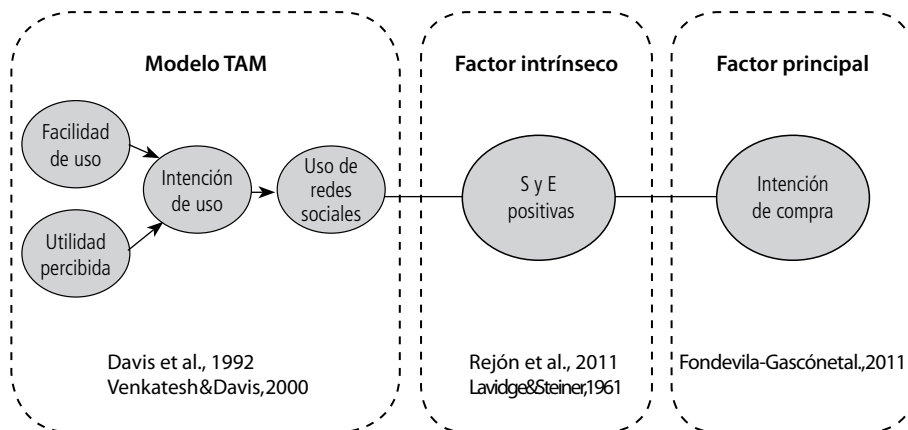 Modelo TAM
Facilidad
de uso
Utilidad
percibida
Intención
de uso
Uso de
redes
sociales
Davis et al., 1992
Venkatesh&Davis,2000
Factor intrínseco
S y E
positivas
Rejón et al., 2011
Lavidge&Steiner,1961
Factor principal
Intención
de compra
Fondevila-Gascónetal.,2011